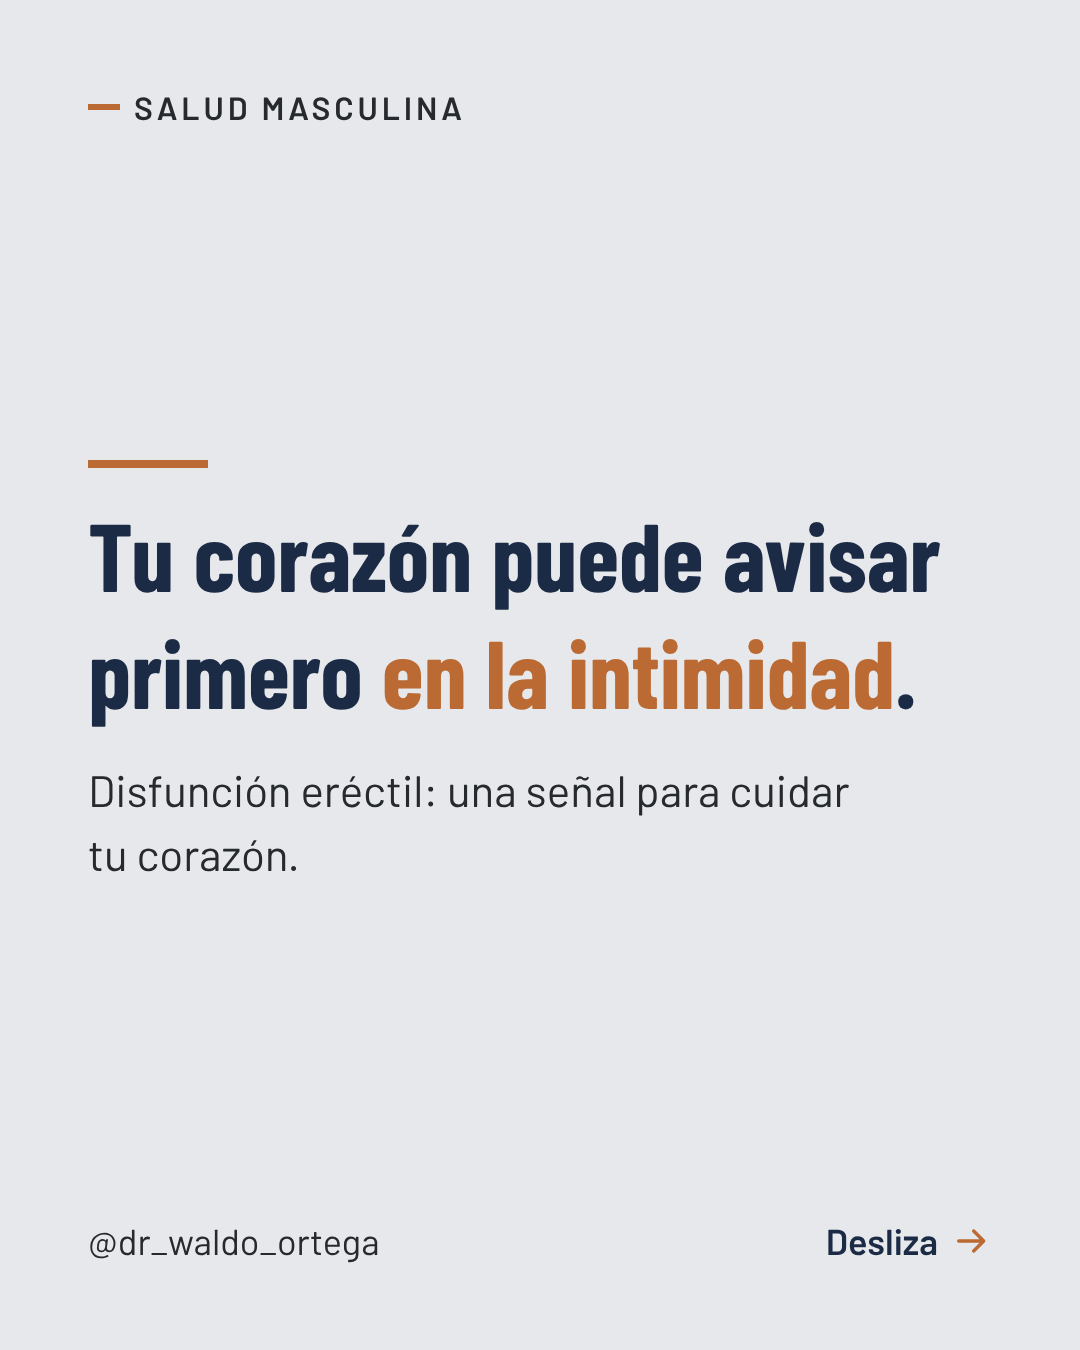 SALUD MASCULINA
Tu corazón puede avisar
primero en la intimidad.
Disfunción eréctil: una señal para cuidar
tu corazón.
@dr_waldo_ortega
Desliza →